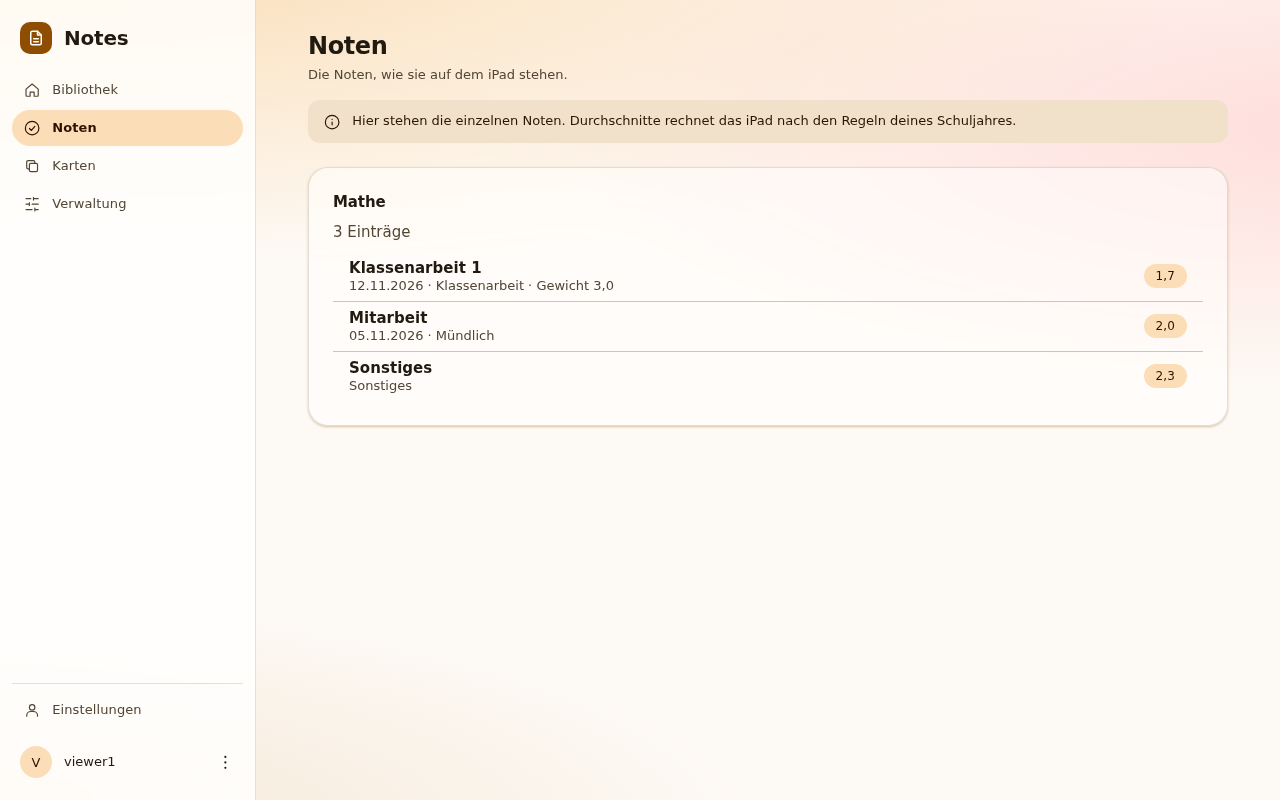 Notes
Bibliothek
Noten
Karten
Verwaltung
Einstellungen
V
viewer1
Noten
Die Noten, wie sie auf dem iPad stehen.
Hier stehen die einzelnen Noten. Durchschnitte rechnet das iPad nach den Regeln deines Schuljahres.
Mathe
3 Einträge
Klassenarbeit 1
12.11.2026 · Klassenarbeit · Gewicht 3,0
1,7
Mitarbeit
05.11.2026 · Mündlich
2,0
Sonstiges
Sonstiges
2,3